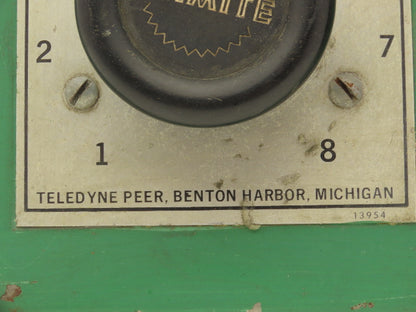 2 7
1 8
TELEDYNE PEER, BENTON HARBOR, MICHIGAN
13954